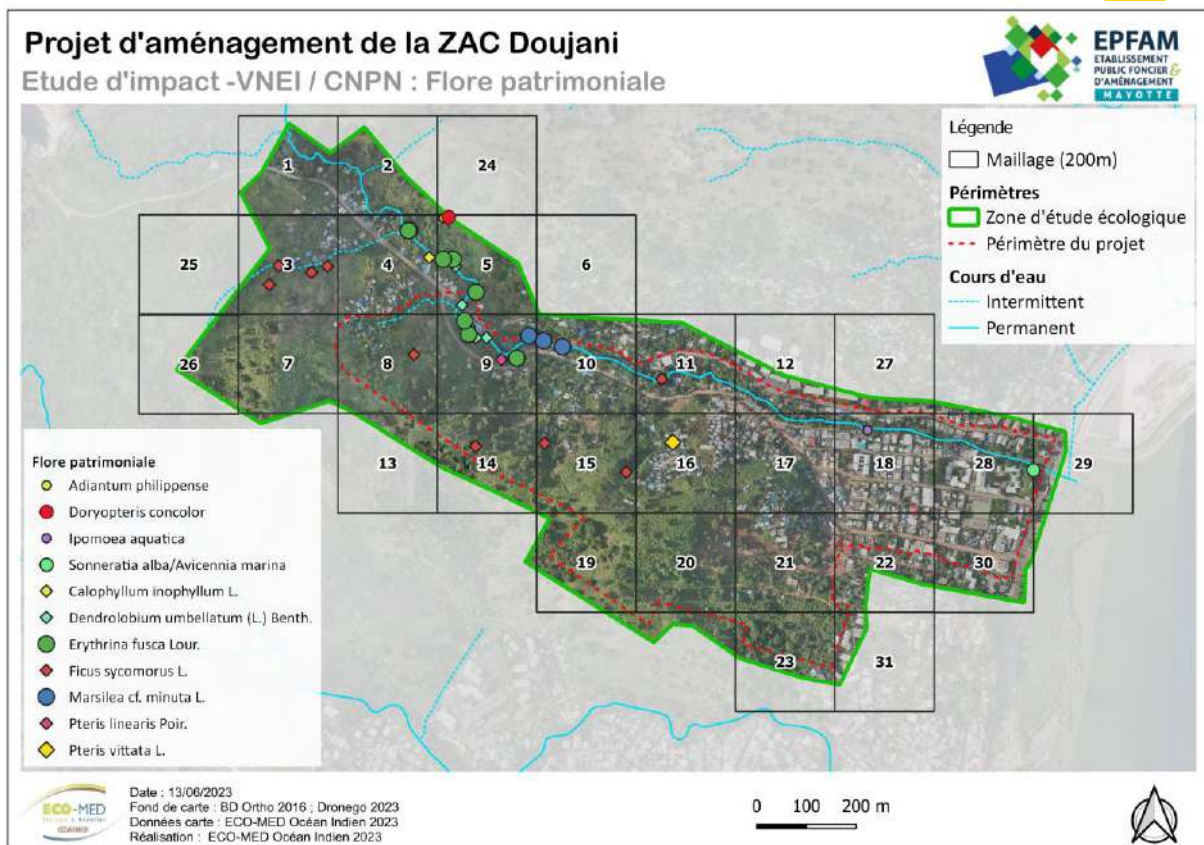 Projet d'aménagement de la ZAC Doujani
Etude d'impact -VNEI / CNPN : Flore patrimoniale
EPFAM
ETABLISSEMENT
PUBLIC FONCIER &
D'AMÉNAGEMENT
MAYOTTE
Légende
Maillage (200m)
Périmètres
Zone d'étude écologique
Périmètre du projet
Cours d'eau
Intermittent
Permanent
1
2
24
25
3
4
5
6
26
7
8
9
10
11
12
27
13
14
15
16
17
18
28
29
19
20
21
22
30
23
31
Flore patrimoniale
Adiantum philippense
Doryopteris concolor
Ipomoea aquatica
Sonneratia alba/Avicennia marina
Calophyllum inophyllum L.
Dendrolobium umbellatum (L.) Benth.
Erythrina fusca Lour.
Ficus sycomorus L.
Marsilea cf. minuta L.
Pteris linearis Poir.
Pteris vittata L.
ECO-MED
Date : 13/06/2023
Fond de carte : BD Ortho 2016 ; Dronego 2023
Données carte : ECO-MED Océan Indien 2023
Réalisation : ECO-MED Océan Indien 2023
0 100 200 m